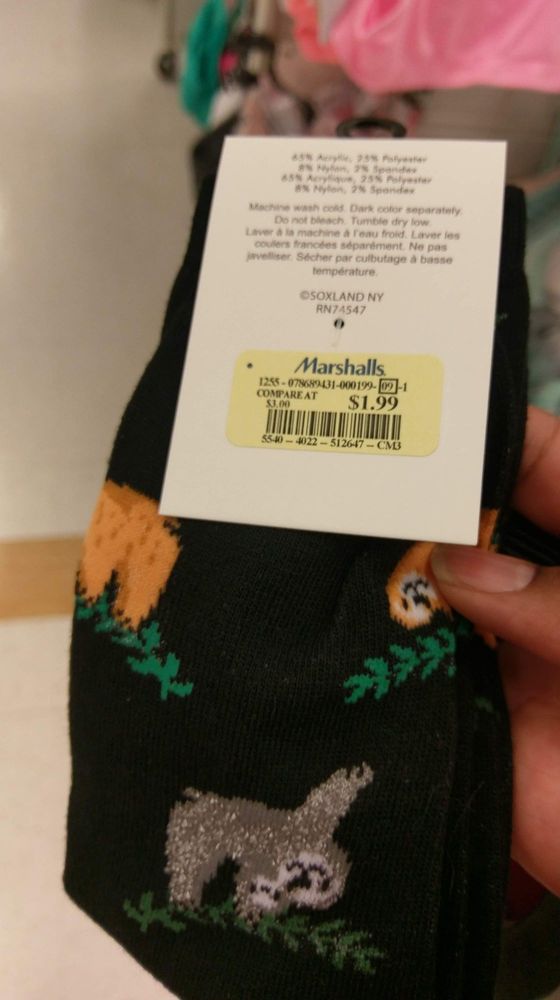 65% Acrylic, 25% Polyester
8% Nylon, 2% Spandex
65% Acrylique, 25% Polyester
8% Nylon, 2% Spandex
Machine wash cold. Dark color separately.
Do not bleach. Tumble dry low.
Laver à la machine à l'eau froid. Laver les
coulers francées séparément. Ne pas
javelliser. Sécher par culbutage à basse
température.
©SOXLAND NY
RN74547
Marshalls.
1255 - 078689431-000199- 09 -1
COMPARE AT
$3.00
$1.99
5540 - 4022 - 512647 - CM3